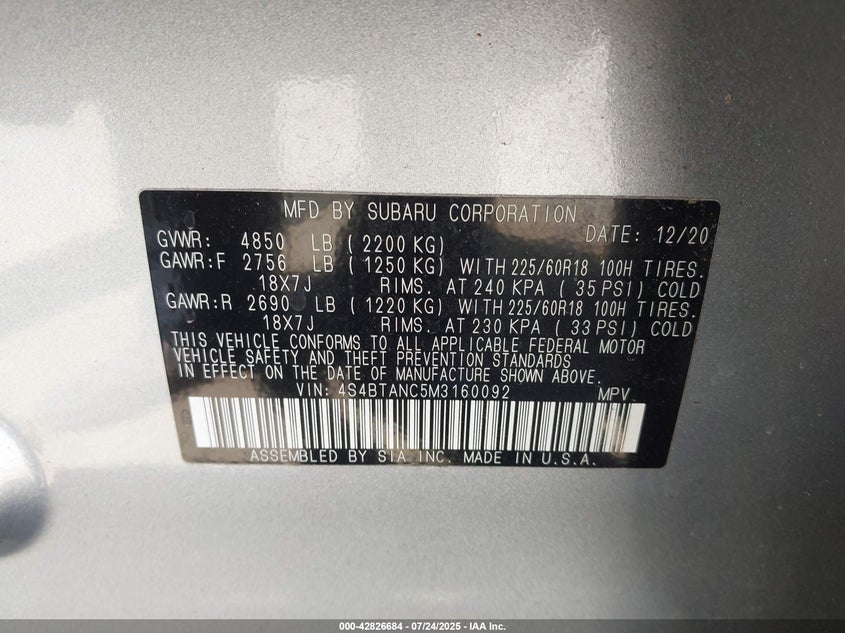 MFD BY SUBARU CORPORATION
DATE: 12/20
GVWR: 4850 LB ( 2200 KG)
GAWR:F 2756 LB ( 1250 KG) WITH 225/60R18 100H TIRES.
18X7J RIMS. AT 240 KPA ( 35 PSI) COLD
GAWR:R 2690 LB ( 1220 KG) WITH 225/60R18 100H TIRES.
18X7J RIMS. AT 230 KPA ( 33 PSI) COLD
THIS VEHICLE CONFORMS TO ALL APPLICABLE FEDERAL MOTOR
VEHICLE SAFETY AND THEFT PREVENTION STANDARDS
IN EFFECT ON THE DATE OF MANUFACTURE SHOWN ABOVE.
VIN: 4S4BTANC5M3160092 MPV
ASSEMBLED BY SIA INC. MADE IN U.S.A.
000-42826684 - 07/24/2025 - IAA Inc.